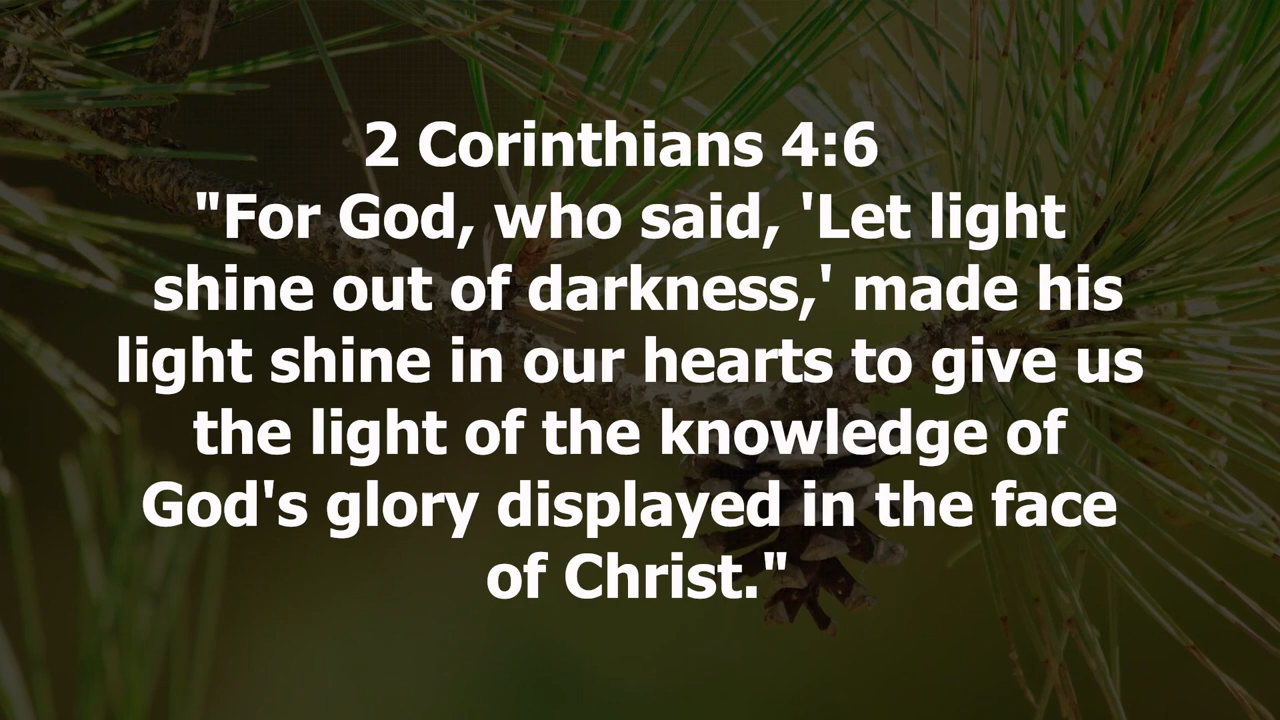 2 Corinthians 4:6
"For God, who said, 'Let light
shine out of darkness,' made his
light shine in our hearts to give us
the light of the knowledge of
God's glory displayed in the face
of Christ."